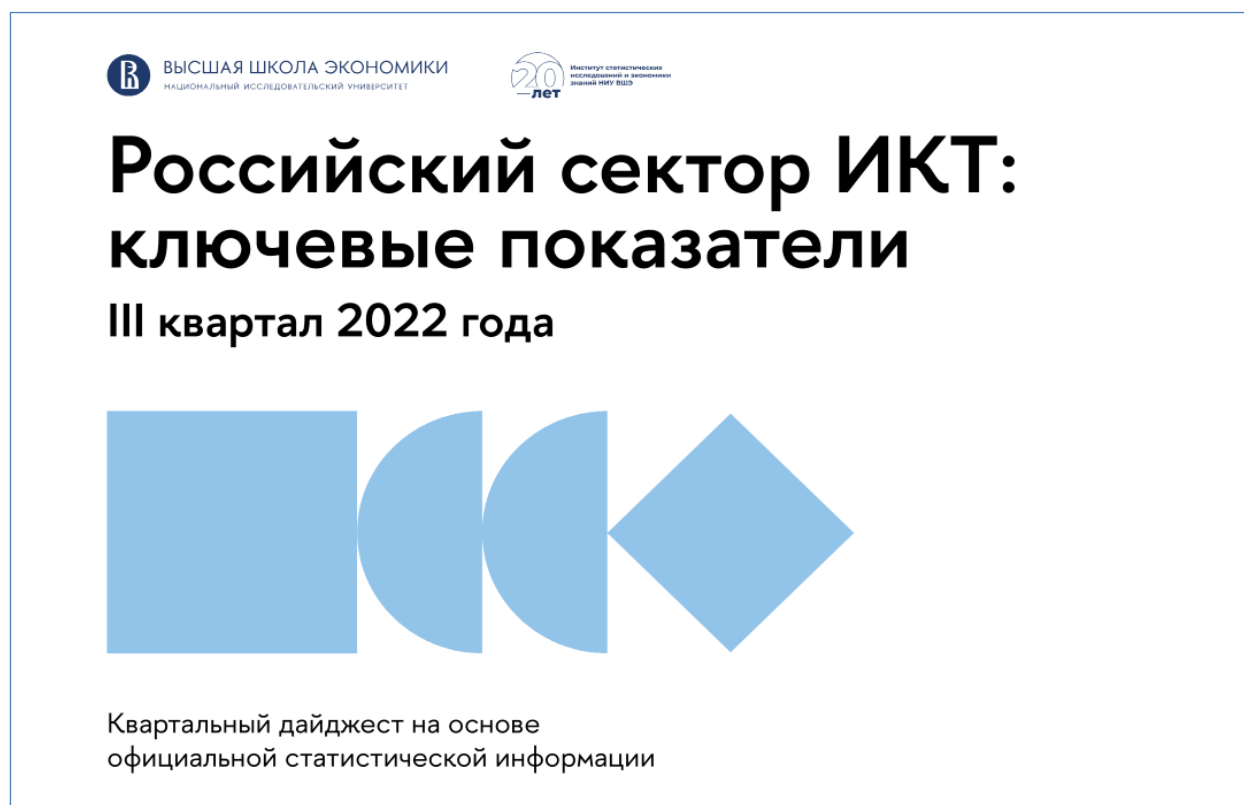 ВЫСШАЯ ШКОЛА ЭКОНОМИКИ
НАЦИОНАЛЬНЫЙ ИССЛЕДОВАТЕЛЬСКИЙ УНИВЕРСИТЕТ
20
лет
Институт статистических
исследований и экономики
знаний НИУ ВШЭ
Российский сектор ИКТ:
ключевые показатели
III квартал 2022 года
Квартальный дайджест на основе
официальной статистической информации